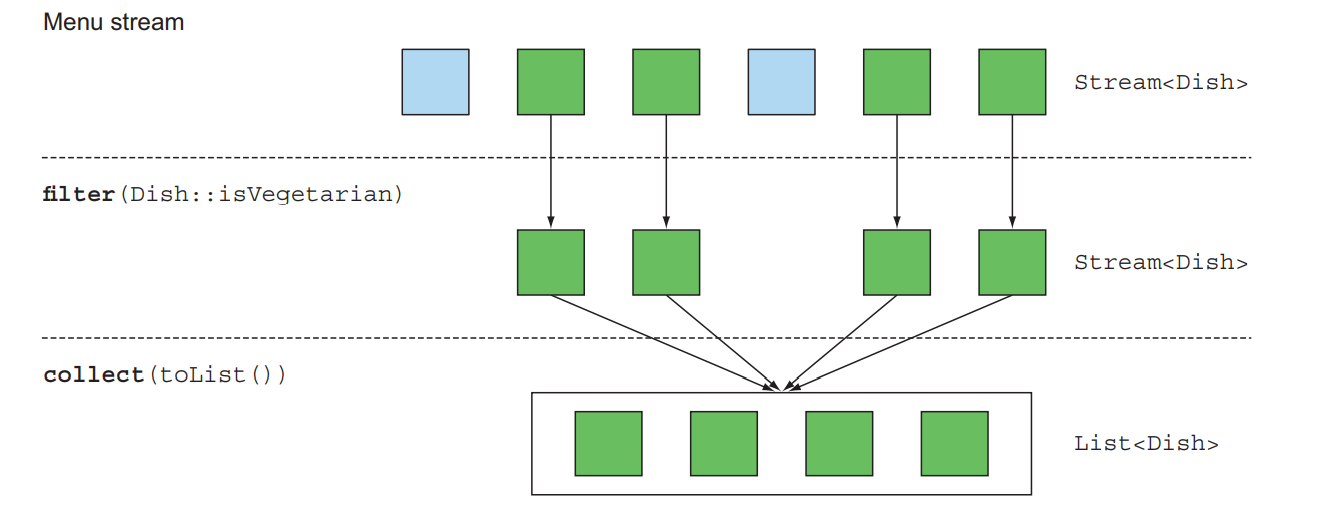 Menu stream
Stream<Dish>
filter(Dish::isVegetarian)
Stream<Dish>
collect(toList())
List<Dish>